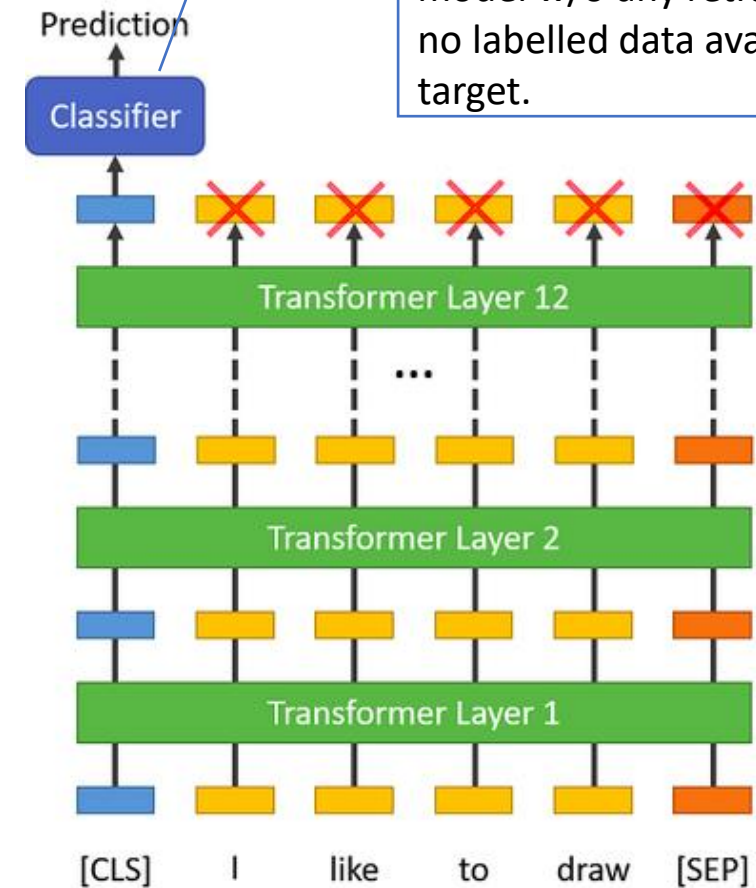 Prediction
no labelled data
target.
Classifier
Transformer Layer 12
...
Transformer Layer 2
Transformer Layer 1
[CLS] I like to draw [SEP]